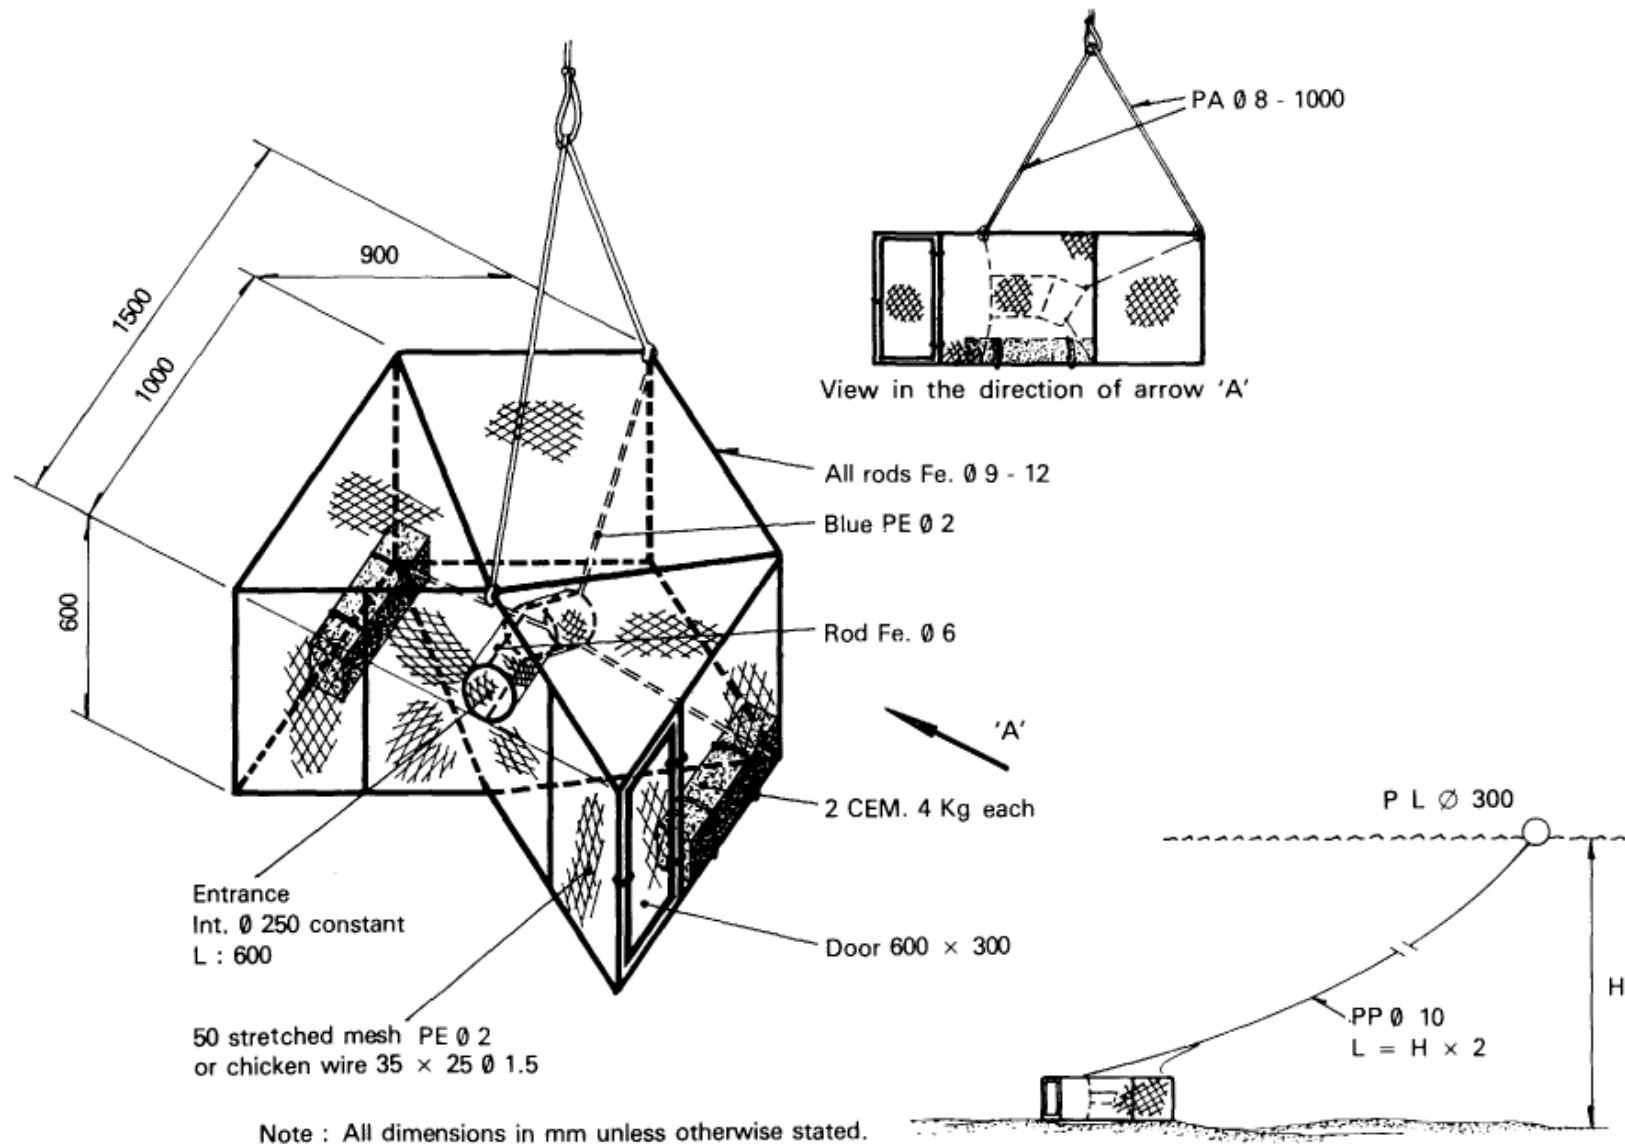 PA Ø 8 - 1000
900
1500
1000
600
View in the direction of arrow 'A'
All rods Fe. Ø 9 - 12
Blue PE Ø 2
Rod Fe. Ø 6
'A'
2 CEM. 4 Kg each
P L Ø 300
Entrance
Int. Ø 250 constant
L : 600
Door 600 × 300
H
PP Ø 10
L = H × 2
50 stretched mesh PE Ø 2
or chicken wire 35 × 25 Ø 1.5
Note : All dimensions in mm unless otherwise stated.